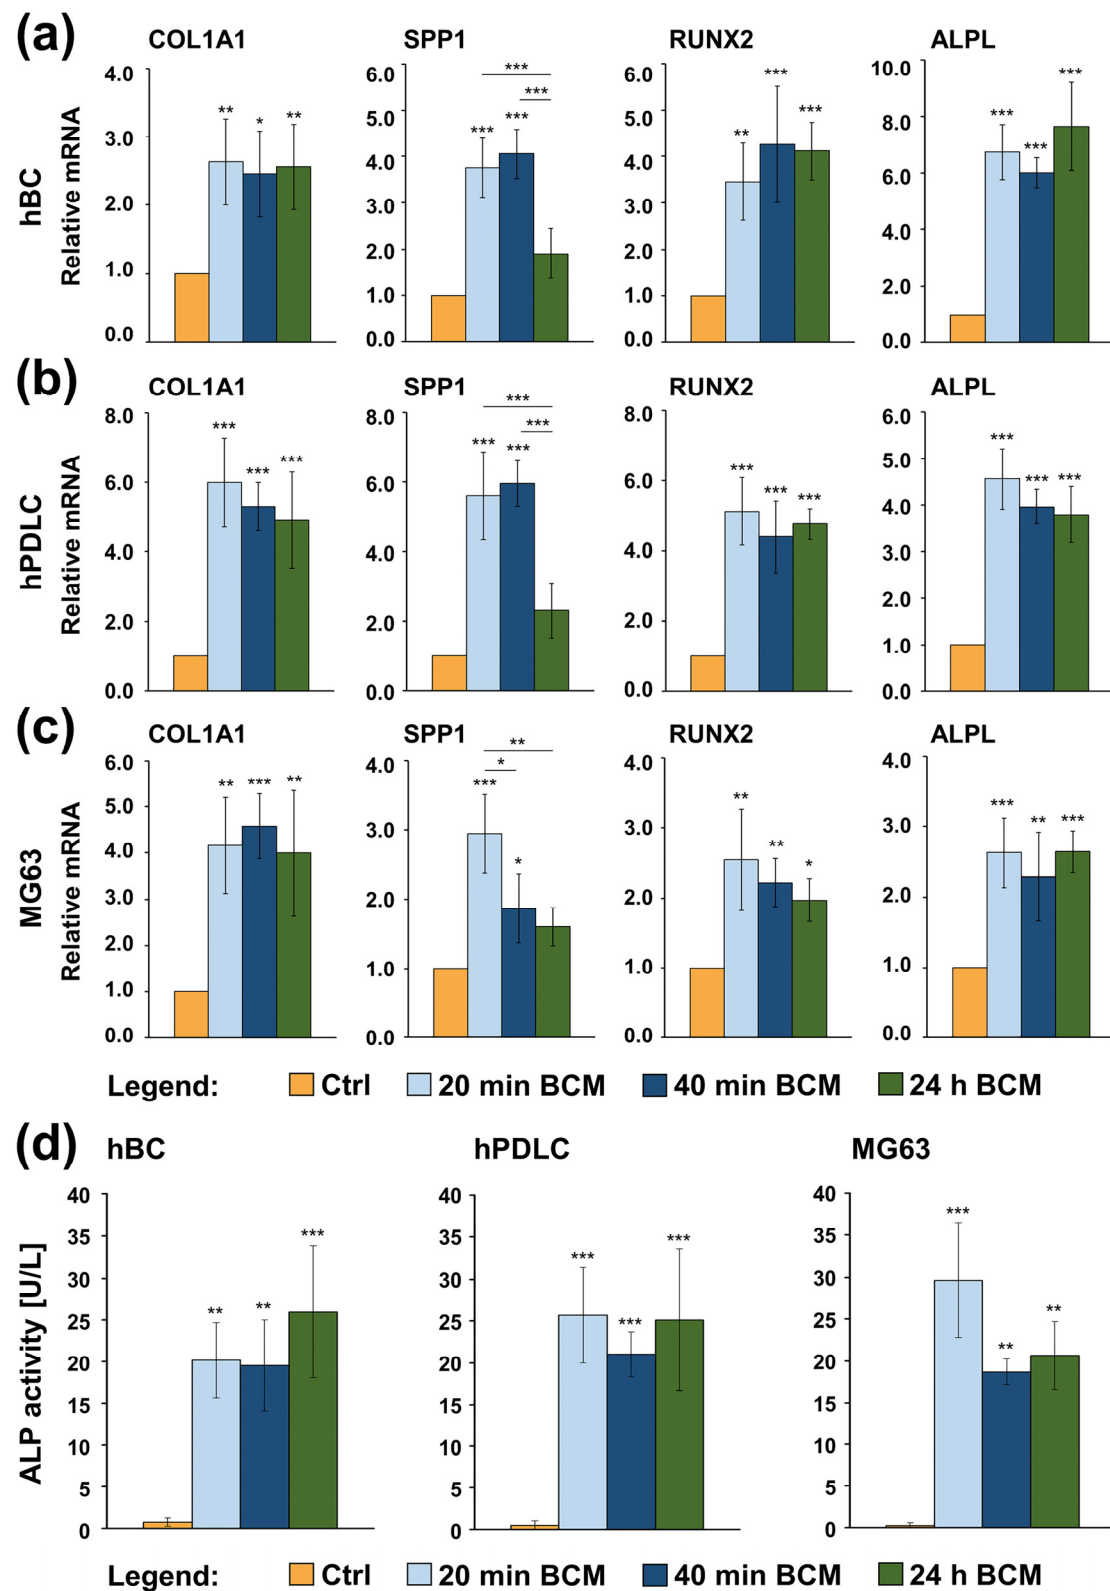 (a)
COL1A1 SPP1 RUNX2 ALPL
hBC
Relative mRNA
4.0 3.0 2.0 1.0 0.0
** * **
6.0 5.0 4.0 3.0 2.0 1.0 0.0
*** *** *** ***
6.0 5.0 4.0 3.0 2.0 1.0 0.0
** *** ***
10.0 8.0 6.0 4.0 2.0 0.0
*** *** ***
(b)
COL1A1 SPP1 RUNX2 ALPL
hPDLC
Relative mRNA
8.0 6.0 4.0 2.0 0.0
*** *** ***
8.0 6.0 4.0 2.0 0.0
*** *** *** ***
8.0 6.0 4.0 2.0 0.0
*** *** ***
6.0 5.0 4.0 3.0 2.0 1.0 0.0
*** *** ***
(c)
COL1A1 SPP1 RUNX2 ALPL
MG63
Relative mRNA
6.0 5.0 4.0 3.0 2.0 1.0 0.0
** *** **
4.0 3.0 2.0 1.0 0.0
** * *** *
4.0 3.0 2.0 1.0 0.0
** ** *
4.0 3.0 2.0 1.0 0.0
*** ** ***
Legend: Ctrl 20 min BCM 40 min BCM 24 h BCM
(d)
hBC hPDLC MG63
ALP activity [U/L]
40 35 30 25 20 15 10 5 0
** ** ***
40 35 30 25 20 15 10 5 0
*** *** ***
40 35 30 25 20 15 10 5 0
*** ** **
Legend: Ctrl 20 min BCM 40 min BCM 24 h BCM